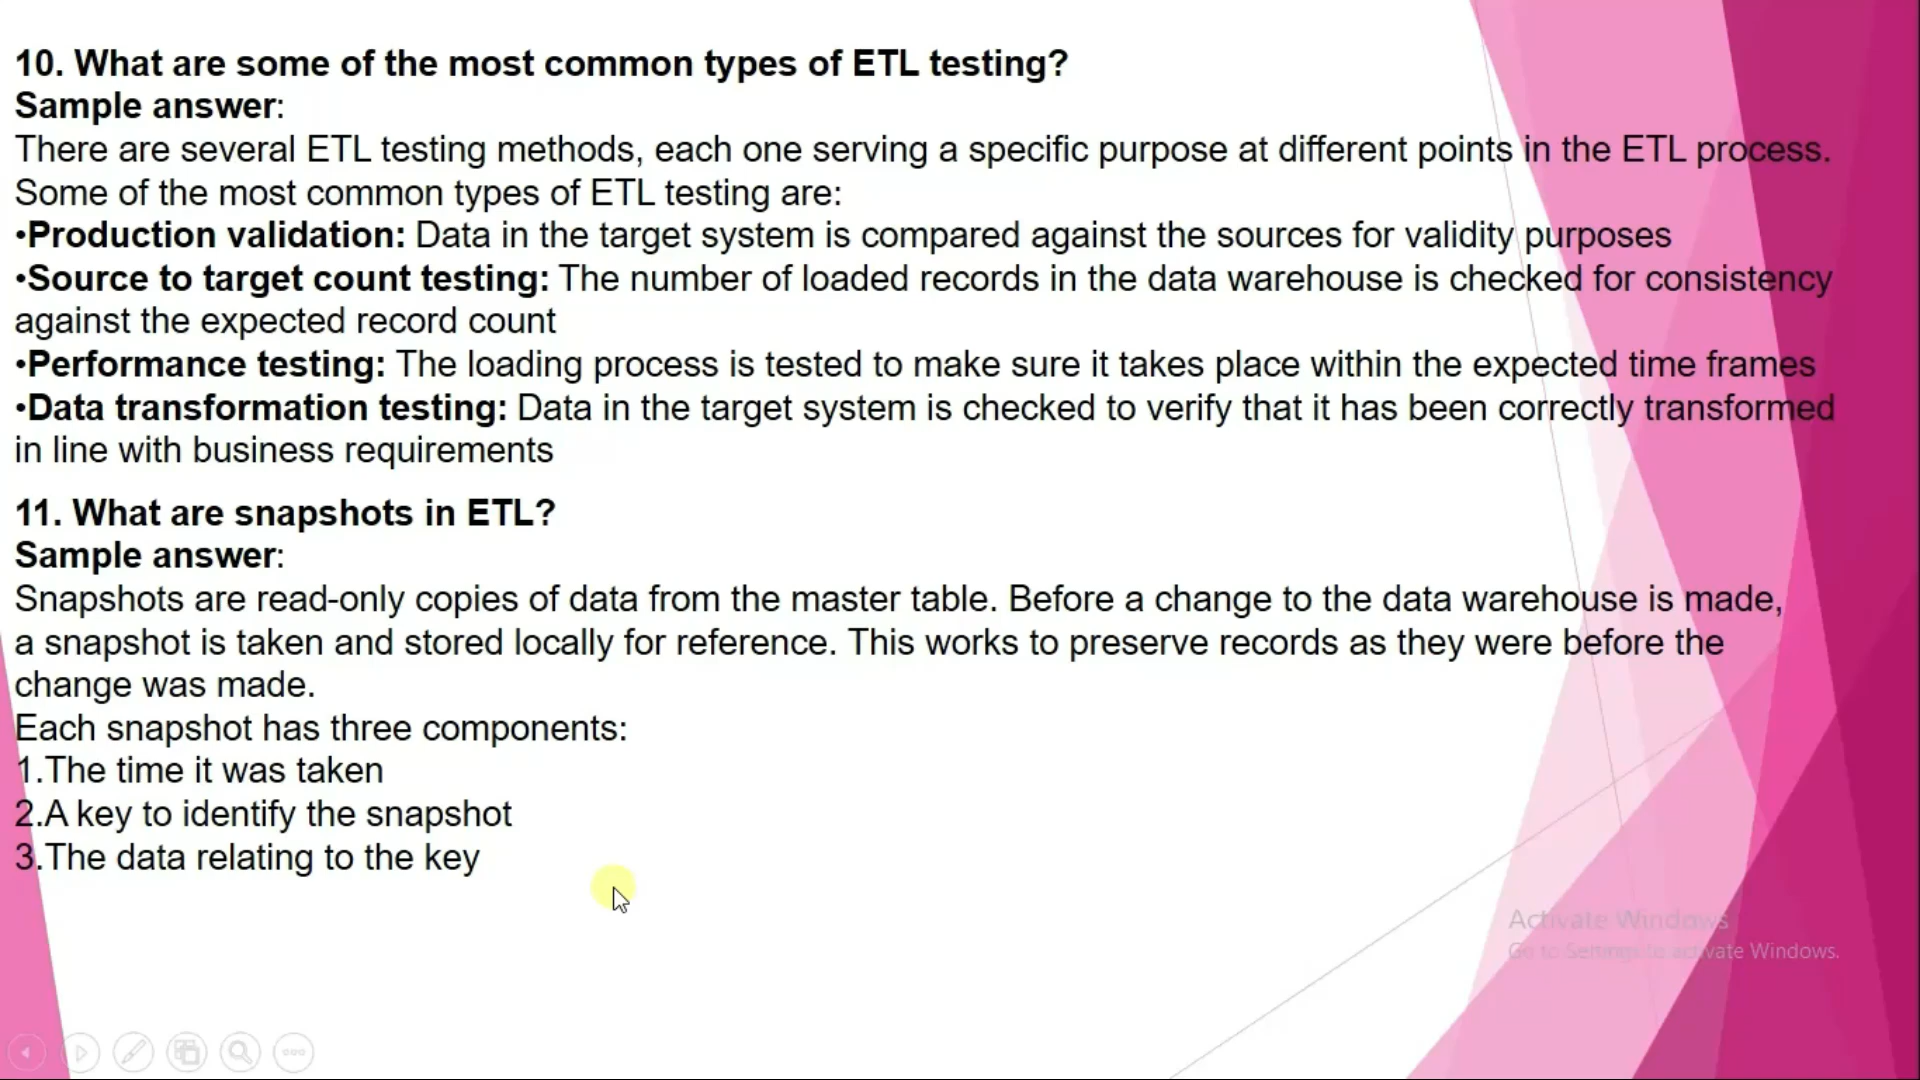 10. What are some of the most common types of ETL testing?
Sample answer:
There are several ETL testing methods, each one serving a specific purpose at different points in the ETL process.
Some of the most common types of ETL testing are:
•Production validation: Data in the target system is compared against the sources for validity purposes
•Source to target count testing: The number of loaded records in the data warehouse is checked for consistency
against the expected record count
•Performance testing: The loading process is tested to make sure it takes place within the expected time frames
•Data transformation testing: Data in the target system is checked to verify that it has been correctly transformed
in line with business requirements
11. What are snapshots in ETL?
Sample answer:
Snapshots are read-only copies of data from the master table. Before a change to the data warehouse is made,
a snapshot is taken and stored locally for reference. This works to preserve records as they were before the
change was made.
Each snapshot has three components:
1.The time it was taken
2.A key to identify the snapshot
3.The data relating to the key
Activate Windows
Go to Settings to activate Windows.